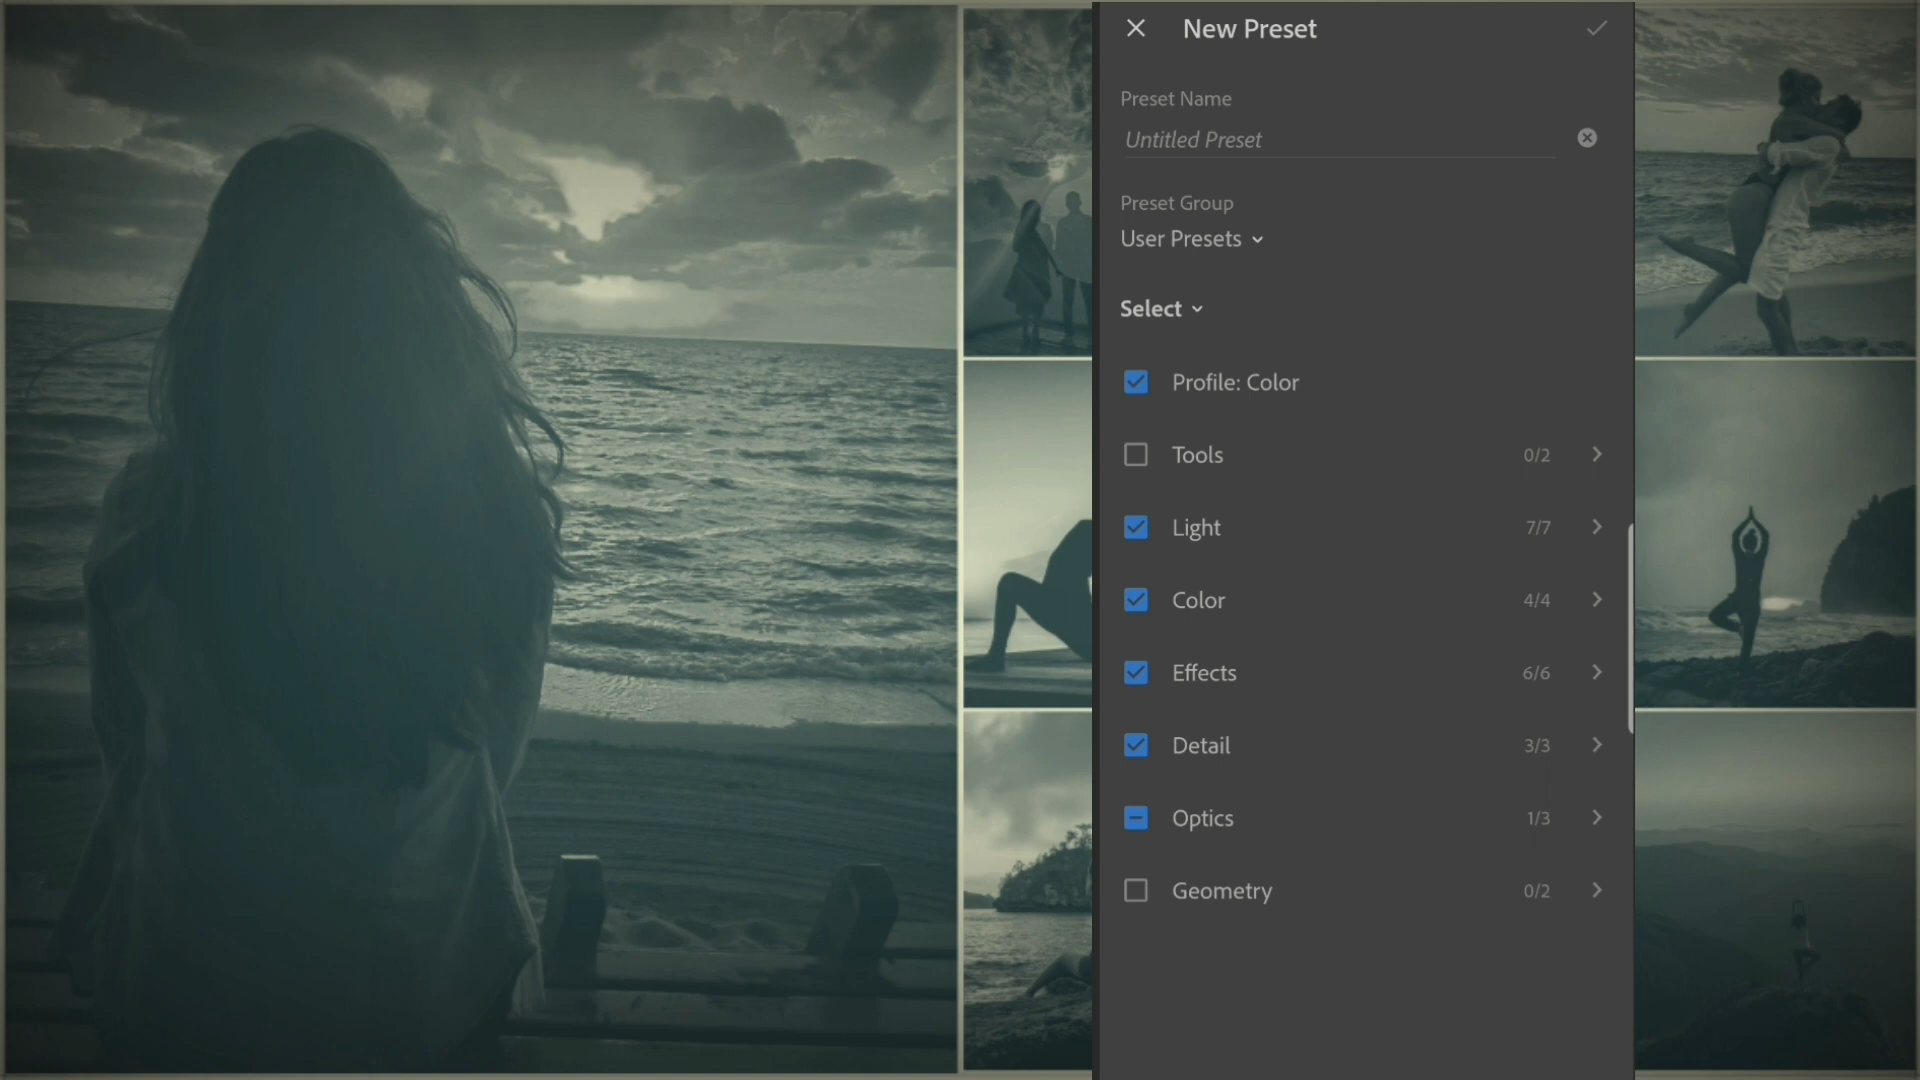 New Preset
Preset Name
Untitled Preset
Preset Group
User Presets
Select
Profile: Color
Tools 0/2
Light 7/7
Color 4/4
Effects 6/6
Detail 3/3
Optics 1/3
Geometry 0/2